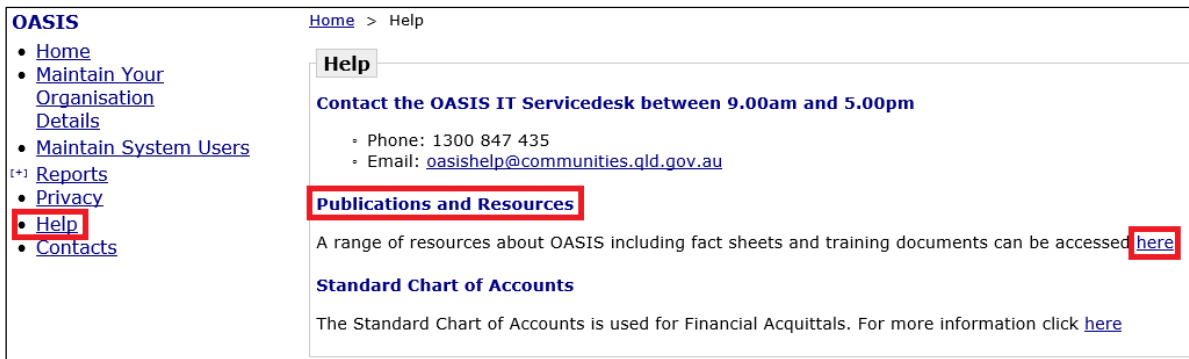 OASIS
• Home
• Maintain Your
Organisation
Details
• Maintain System Users
[+] Reports
• Privacy
• Help
• Contacts
Home > Help
Help
Contact the OASIS IT Servicedesk between 9.00am and 5.00pm
• Phone: 1300 847 435
• Email: oasishelp@communities.qld.gov.au
Publications and Resources
A range of resources about OASIS including fact sheets and training documents can be accessed here
Standard Chart of Accounts
The Standard Chart of Accounts is used for Financial Acquittals. For more information click here